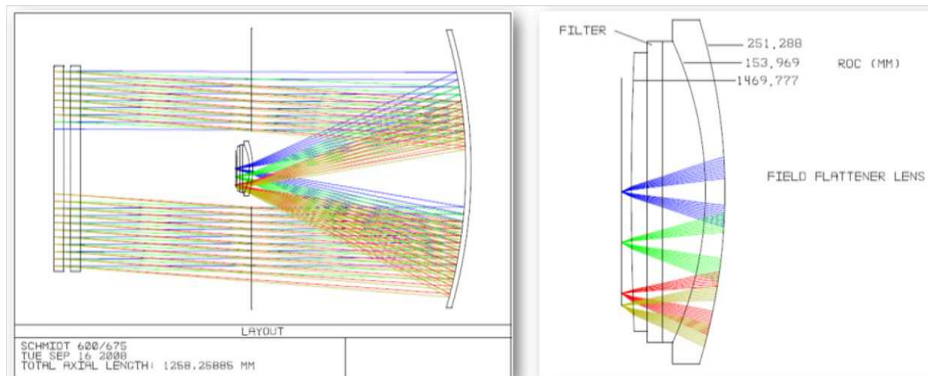 LAYOUT
SCHMIDT 600/675
TUE SEP 16 2008
TOTAL AXIAL LENGTH: 1258.25885 MM
FILTER
251,288
153,969
ROC (MM)
1469,777
FIELD FLATTENER LENS